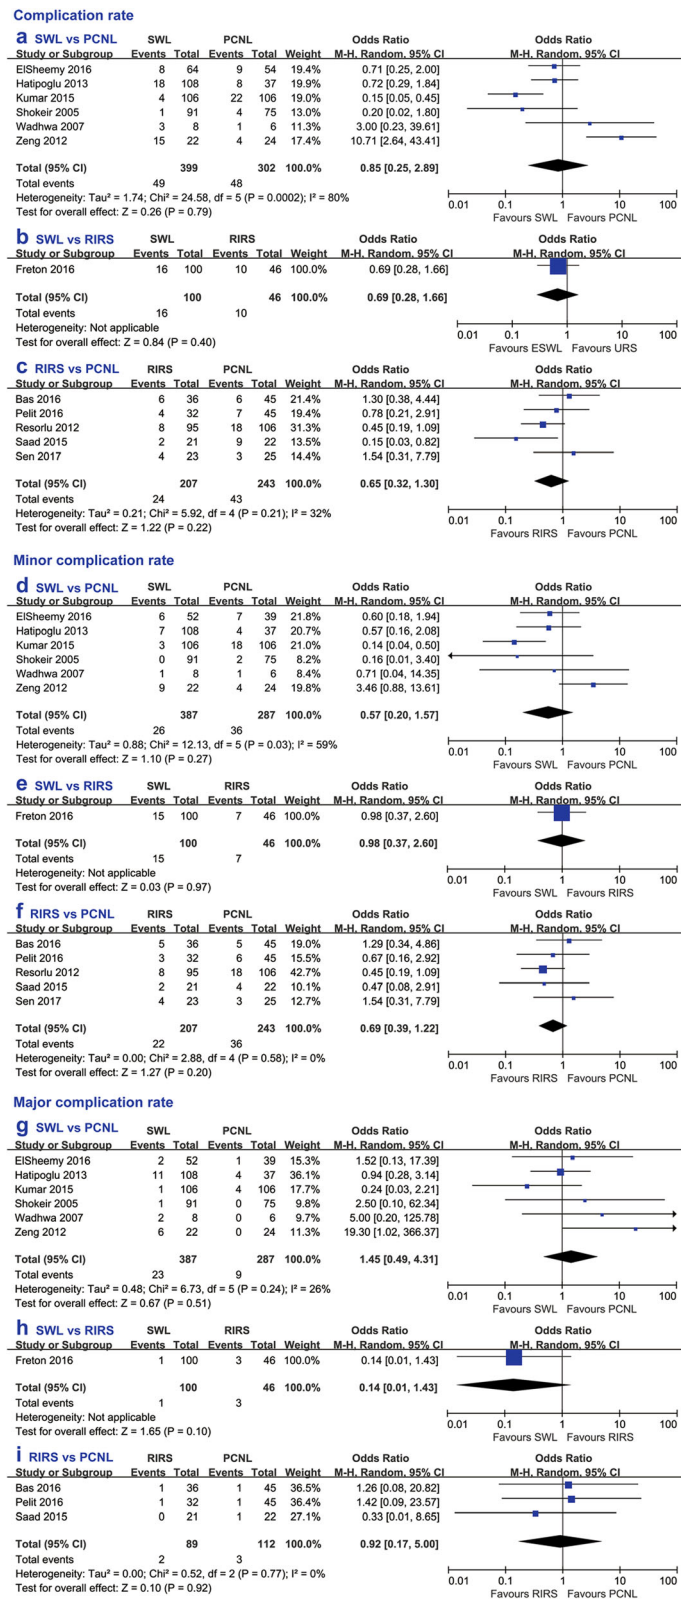 Complication rate
a SWL vs PCNL SWL PCNL Odds Ratio Odds Ratio
Study or Subgroup Events Total Events Total Weight M-H. Random. 95% CI M-H. Random. 95% CI
ElSheemy 2016 8 64 9 54 19.4% 0.71 [0.25, 2.00]
Hatipoglu 2013 18 108 8 37 20.9% 0.72 [0.29, 1.84]
Kumar 2015 4 106 22 106 19.0% 0.15 [0.05, 0.45]
Shokeir 2005 1 91 4 75 13.0% 0.20 [0.02, 1.80]
Wadhwa 2007 3 8 1 6 11.3% 3.00 [0.23, 39.61]
Zeng 2012 15 22 4 24 17.4% 10.71 [2.64, 43.41]
Total (95% CI) 399 302 100.0% 0.85 [0.25, 2.89]
Total events 49 48
Heterogeneity: Tau² = 1.74; Chi² = 24.58, df = 5 (P = 0.0002); I² = 80%
Test for overall effect: Z = 0.26 (P = 0.79)
0.01 0.1 1 10 100
Favours SWL Favours PCNL
b SWL vs RIRS SWL RIRS Odds Ratio Odds Ratio
Study or Subgroup Events Total Events Total Weight M-H. Random. 95% CI M-H. Random. 95% CI
Freton 2016 16 100 10 46 100.0% 0.69 [0.28, 1.66]
Total (95% CI) 100 46 100.0% 0.69 [0.28, 1.66]
Total events 16 10
Heterogeneity: Not applicable
Test for overall effect: Z = 0.84 (P = 0.40)
0.01 0.1 1 10 100
Favours ESWL Favours URS
c RIRS vs PCNL RIRS PCNL Odds Ratio Odds Ratio
Study or Subgroup Events Total Events Total Weight M-H. Random. 95% CI M-H. Random. 95% CI
Bas 2016 6 36 6 45 21.4% 1.30 [0.38, 4.44]
Pelit 2016 4 32 7 45 19.4% 0.78 [0.21, 2.91]
Resorlu 2012 8 95 18 106 31.3% 0.45 [0.19, 1.09]
Saad 2015 2 21 9 22 13.5% 0.15 [0.03, 0.82]
Sen 2017 4 23 3 25 14.4% 1.54 [0.31, 7.79]
Total (95% CI) 207 243 100.0% 0.65 [0.32, 1.30]
Total events 24 43
Heterogeneity: Tau² = 0.21; Chi² = 5.92, df = 4 (P = 0.21); I² = 32%
Test for overall effect: Z = 1.22 (P = 0.22)
0.01 0.1 1 10 100
Favours RIRS Favours PCNL
Minor complication rate
d SWL vs PCNL SWL PCNL Odds Ratio Odds Ratio
Study or Subgroup Events Total Events Total Weight M-H. Random. 95% CI M-H. Random. 95% CI
ElSheemy 2016 6 52 7 39 21.8% 0.60 [0.18, 1.94]
Hatipoglu 2013 7 108 4 37 20.7% 0.57 [0.16, 2.08]
Kumar 2015 3 106 18 106 21.0% 0.14 [0.04, 0.50]
Shokeir 2005 0 91 2 75 8.2% 0.16 [0.01, 3.40]
Wadhwa 2007 1 8 1 6 8.5% 0.71 [0.04, 14.35]
Zeng 2012 9 22 4 24 19.8% 3.46 [0.88, 13.61]
Total (95% CI) 387 287 100.0% 0.57 [0.20, 1.57]
Total events 26 36
Heterogeneity: Tau² = 0.88; Chi² = 12.13, df = 5 (P = 0.03); I² = 59%
Test for overall effect: Z = 1.10 (P = 0.27)
0.01 0.1 1 10 100
Favours SWL Favours PCNL
e SWL vs RIRS SWL RIRS Odds Ratio Odds Ratio
Study or Subgroup Events Total Events Total Weight M-H. Random. 95% CI M-H. Random. 95% CI
Freton 2016 15 100 7 46 100.0% 0.98 [0.37, 2.60]
Total (95% CI) 100 46 100.0% 0.98 [0.37, 2.60]
Total events 15 7
Heterogeneity: Not applicable
Test for overall effect: Z = 0.03 (P = 0.97)
0.01 0.1 1 10 100
Favours SWL Favours RIRS
f RIRS vs PCNL RIRS PCNL Odds Ratio Odds Ratio
Study or Subgroup Events Total Events Total Weight M-H. Random. 95% CI M-H. Random. 95% CI
Bas 2016 5 36 5 45 19.0% 1.29 [0.34, 4.86]
Pelit 2016 3 32 6 45 15.5% 0.67 [0.16, 2.92]
Resorlu 2012 8 95 18 106 42.7% 0.45 [0.19, 1.09]
Saad 2015 2 21 4 22 10.1% 0.47 [0.08, 2.91]
Sen 2017 4 23 3 25 12.7% 1.54 [0.31, 7.79]
Total (95% CI) 207 243 100.0% 0.69 [0.39, 1.22]
Total events 22 36
Heterogeneity: Tau² = 0.00; Chi² = 2.88, df = 4 (P = 0.58); I² = 0%
Test for overall effect: Z = 1.27 (P = 0.20)
0.01 0.1 1 10 100
Favours RIRS Favours PCNL
Major complication rate
g SWL vs PCNL SWL PCNL Odds Ratio Odds Ratio
Study or Subgroup Events Total Events Total Weight M-H. Random. 95% CI M-H. Random. 95% CI
ElSheemy 2016 2 52 1 39 15.3% 1.52 [0.13, 17.39]
Hatipoglu 2013 11 108 4 37 36.1% 0.94 [0.28, 3.14]
Kumar 2015 1 106 4 106 17.7% 0.24 [0.03, 2.21]
Shokeir 2005 1 91 0 75 9.8% 2.50 [0.10, 62.34]
Wadhwa 2007 2 8 0 6 9.7% 5.00 [0.20, 125.78]
Zeng 2012 6 22 0 24 11.3% 19.30 [1.02, 366.37]
Total (95% CI) 387 287 100.0% 1.45 [0.49, 4.31]
Total events 23 9
Heterogeneity: Tau² = 0.48; Chi² = 6.73, df = 5 (P = 0.24); I² = 26%
Test for overall effect: Z = 0.67 (P = 0.51)
0.01 0.1 1 10 100
Favours SWL Favours PCNL
h SWL vs RIRS SWL RIRS Odds Ratio Odds Ratio
Study or Subgroup Events Total Events Total Weight M-H. Random. 95% CI M-H. Random. 95% CI
Freton 2016 1 100 3 46 100.0% 0.14 [0.01, 1.43]
Total (95% CI) 100 46 100.0% 0.14 [0.01, 1.43]
Total events 1 3
Heterogeneity: Not applicable
Test for overall effect: Z = 1.65 (P = 0.10)
0.01 0.1 1 10 100
Favours SWL Favours RIRS
i RIRS vs PCNL RIRS PCNL Odds Ratio Odds Ratio
Study or Subgroup Events Total Events Total Weight M-H. Random. 95% CI M-H. Random. 95% CI
Bas 2016 1 36 1 45 36.5% 1.26 [0.08, 20.82]
Pelit 2016 1 32 1 45 36.4% 1.42 [0.09, 23.57]
Saad 2015 0 21 1 22 27.1% 0.33 [0.01, 8.65]
Total (95% CI) 89 112 100.0% 0.92 [0.17, 5.00]
Total events 2 3
Heterogeneity: Tau² = 0.00; Chi² = 0.52, df = 2 (P = 0.77); I² = 0%
Test for overall effect: Z = 0.10 (P = 0.92)
0.01 0.1 1 10 100
Favours RIRS Favours PCNL